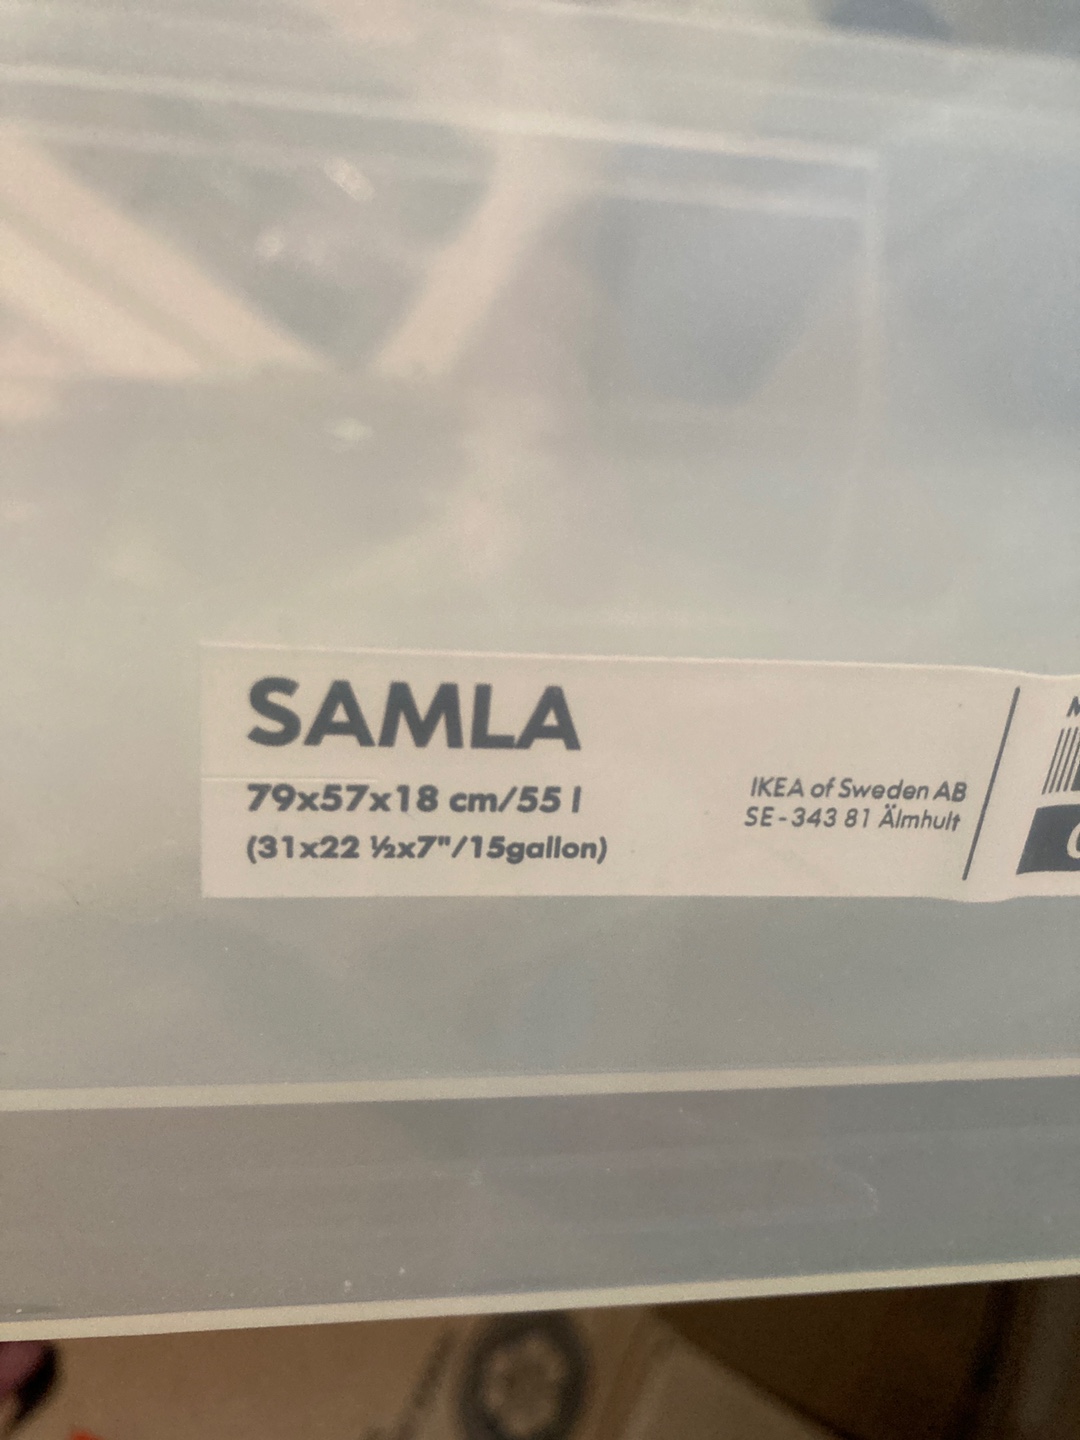 SAMLA
79x57x18 cm/55 l
(31x22 ½x7"/15gallon)
IKEA of Sweden AB
SE-343 81 Älmhult